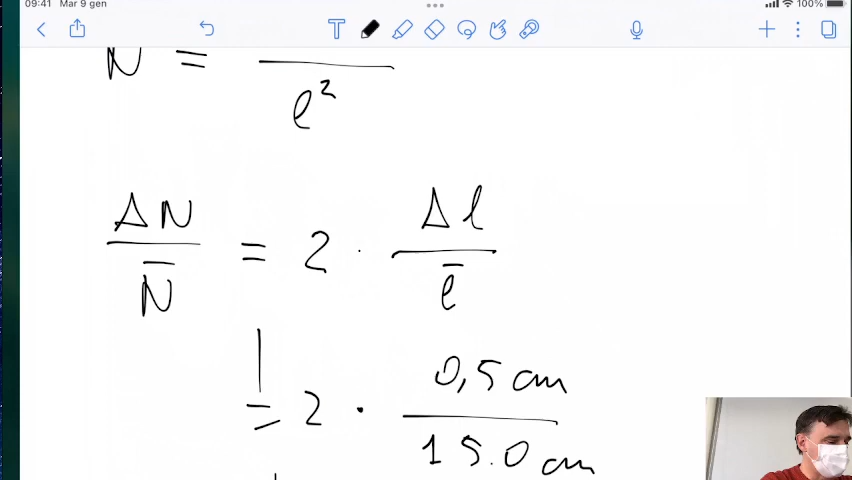 09:41 Mar 9 gen 100%
T
N =
ℓ²
ΔN Δℓ
= 2 ·
N̄ ℓ̄
0,5 cm
= 2 ·
15.0 cm